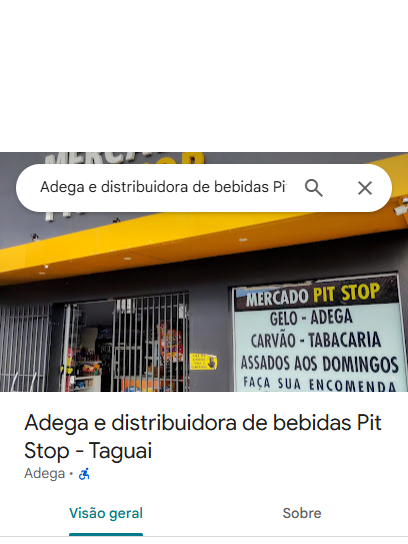 MERCADO
Adega e distribuidora de bebidas Pi
MERCADO PIT STOP
GELO - ADEGA
CARVÃO - TABACARIA
ASSADOS AOS DOMINGOS
FAÇA SUA ENCOMENDA
Adega e distribuidora de bebidas Pit
Stop - Taguai
Adega •
Visão geral
Sobre